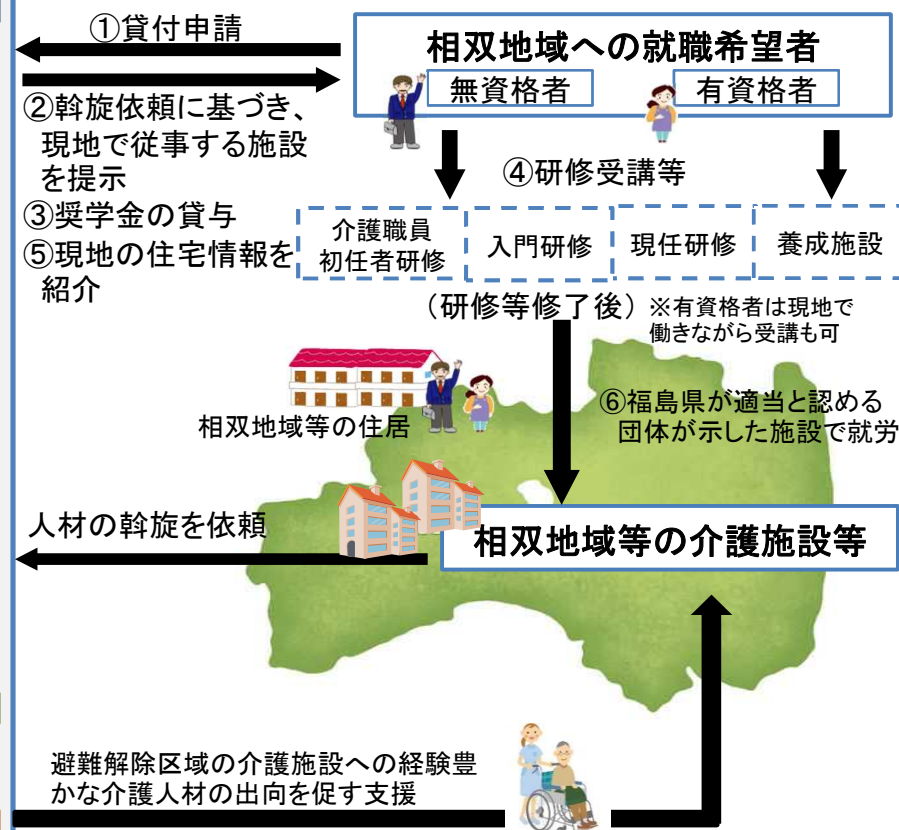 ①貸付申請
相双地域への就職希望者
無資格者
有資格者
②斡旋依頼に基づき、
現地で従事する施設
を提示
③奨学金の貸与
⑤現地の住宅情報を
紹介
④研修受講等
介護職員
初任者研修
入門研修
現任研修
養成施設
(研修等修了後)
※有資格者は現地で
働きながら受講も可
相双地域等の住居
⑥福島県が適当と認める
団体が示した施設で就労
人材の斡旋を依頼
相双地域等の介護施設等
避難解除区域の介護施設への経験豊
かな介護人材の出向を促す支援